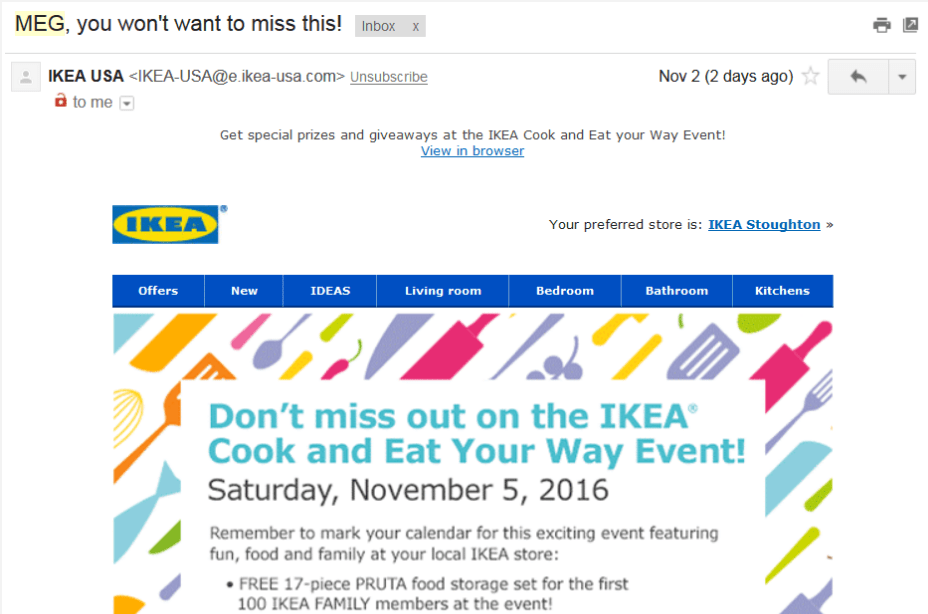 MEG, you won't want to miss this! Inbox x
IKEA USA <IKEA-USA@e.ikea-usa.com> Unsubscribe Nov 2 (2 days ago)
to me
Get special prizes and giveaways at the IKEA Cook and Eat your Way Event!
View in browser
IKEA® Your preferred store is: IKEA Stoughton »
Offers New IDEAS Living room Bedroom Bathroom Kitchens
Don't miss out on the IKEA®
Cook and Eat Your Way Event!
Saturday, November 5, 2016
Remember to mark your calendar for this exciting event featuring
fun, food and family at your local IKEA store:
• FREE 17-piece PRUTA food storage set for the first
100 IKEA FAMILY members at the event!